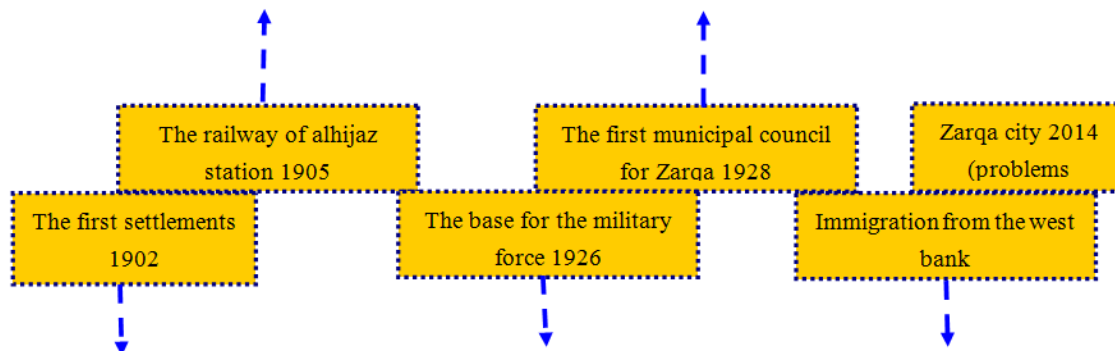 The railway of alhijaz
station 1905
The first municipal council
for Zarqa 1928
Zarqa city 2014
(problems
The first settlements
1902
The base for the military
force 1926
Immigration from the west
bank